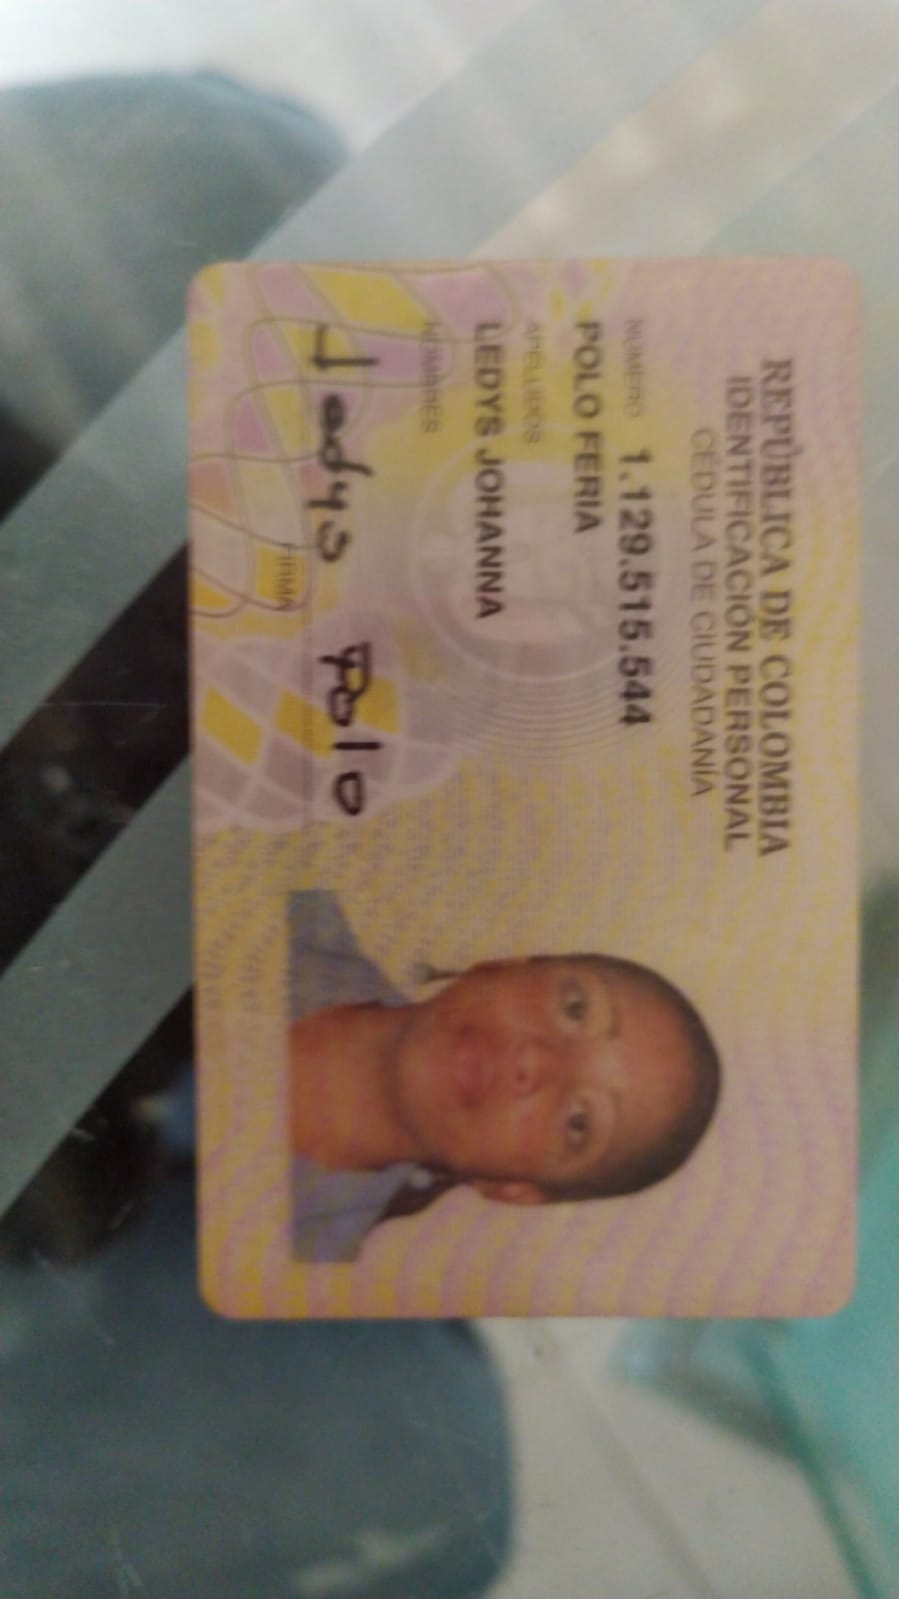 REPÚBLICA DE COLOMBIA
IDENTIFICACIÓN PERSONAL
CÉDULA DE CIUDADANÍA
NÚMERO 1.129.515.544
POLO FERIA
APELLIDOS
LEDYS JOHANNA
NOMBRES
Ledys Polo
FIRMA